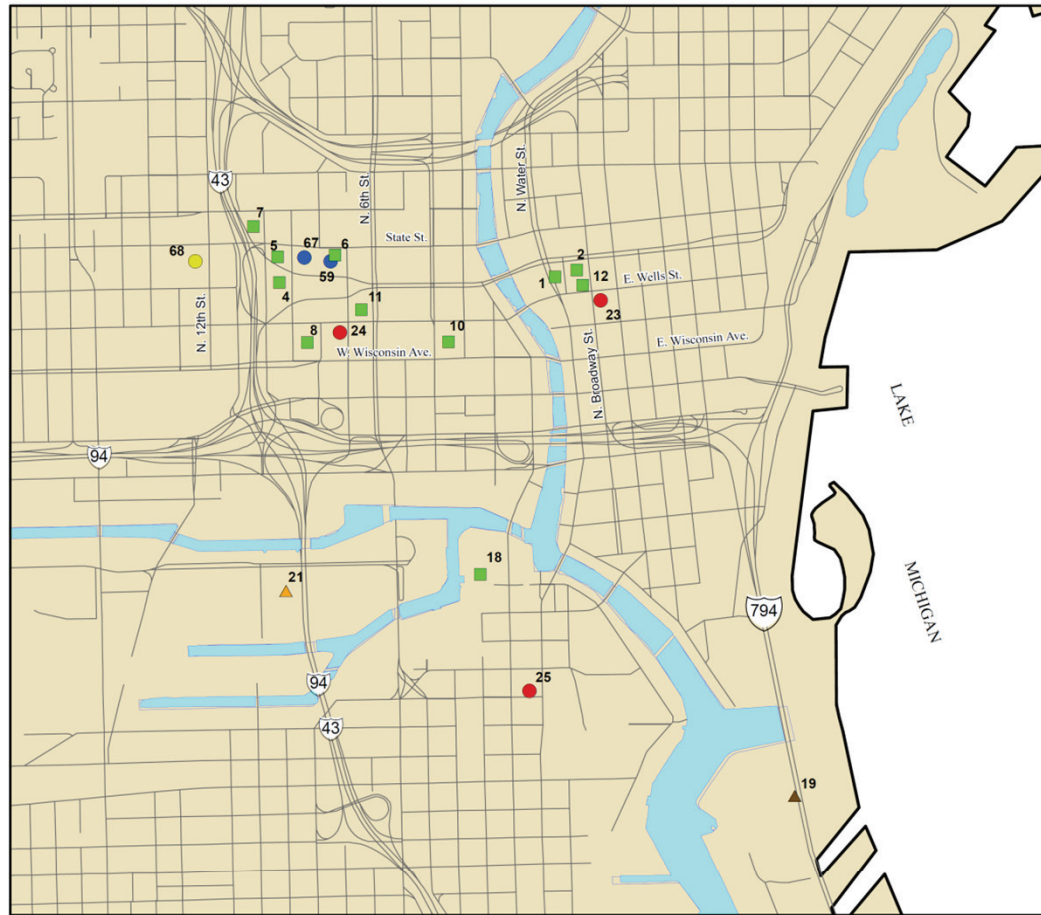 43
N. Water St.
N. 6th St.
7
State St.
68
5
67
6
59
4
2
1
12
E. Wells St.
23
N. 12th St.
11
24
8
10
W. Wisconsin Ave.
E. Wisconsin Ave.
N. Broadway St.
LAKE
94
18
21
MICHIGAN
794
25
94
43
19